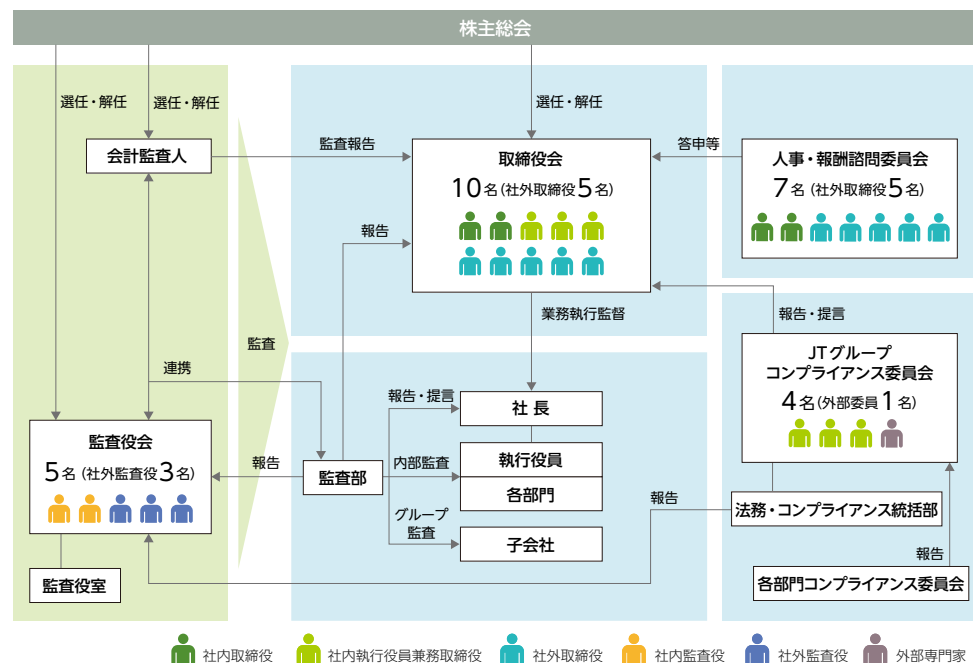 株主総会
選任・解任
選任・解任
選任・解任
会計監査人
監査報告
取締役会
10名(社外取締役5名)
答申等
人事・報酬諮問委員会
7名(社外取締役5名)
報告
業務執行監督
監査
連携
報告・提言
JTグループ
コンプライアンス委員会
4名(外部委員1名)
報告・提言
社長
監査役会
5名(社外監査役3名)
報告
監査部
内部監査
執行役員
各部門
グループ
監査
子会社
報告
法務・コンプライアンス統括部
報告
監査役室
各部門コンプライアンス委員会
社内取締役
社内執行役員兼務取締役
社外取締役
社内監査役
社外監査役
外部専門家